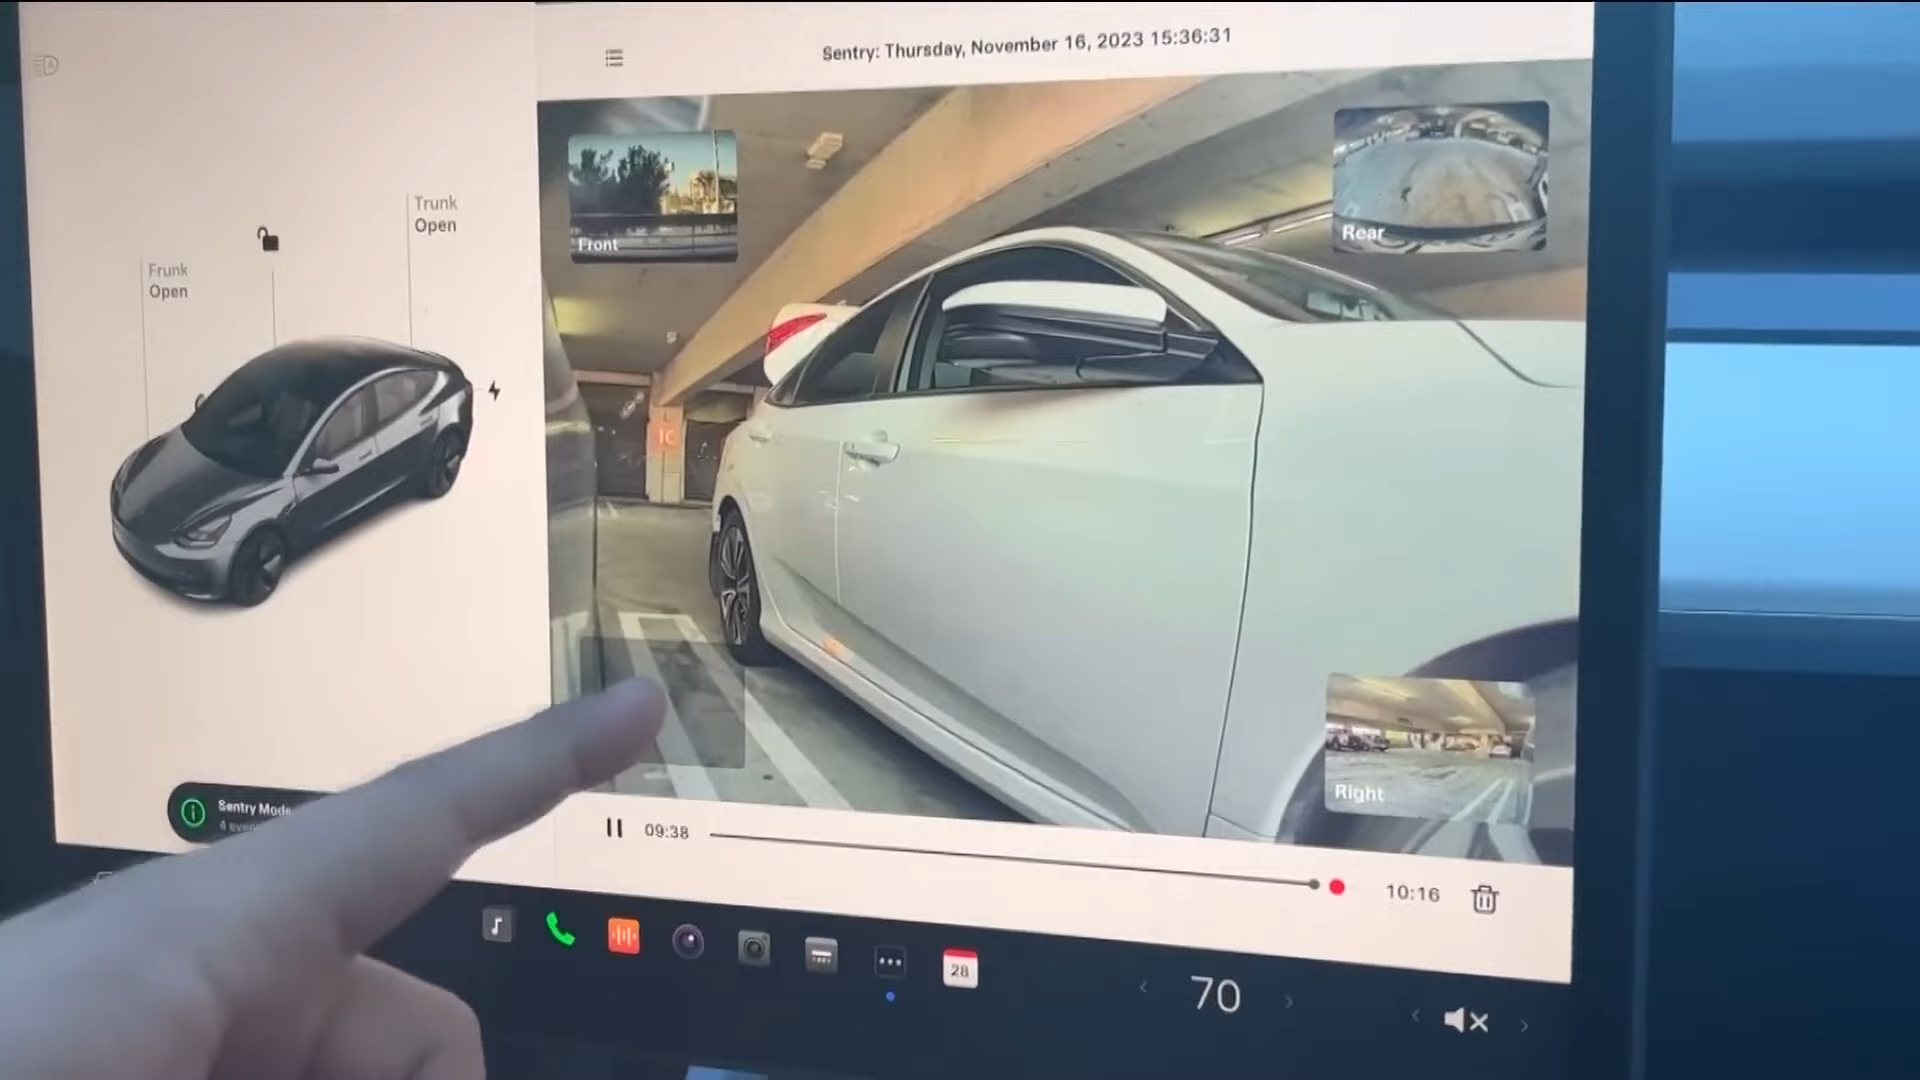 Sentry: Thursday, November 16, 2023 15:36:31
Trunk
Open
Frunk
Open
Front
Rear
1C
Right
Sentry Mode
09:38
10:16
28
70